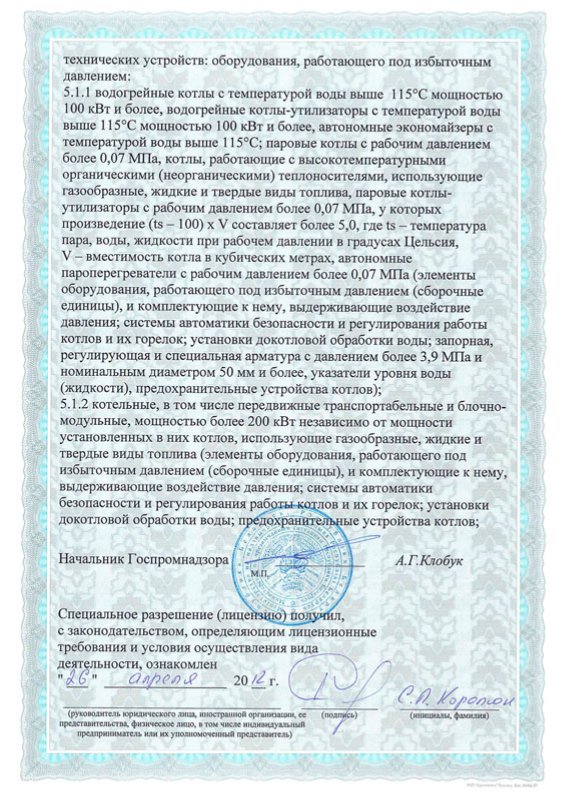 технических устройств: оборудования, работающего под избыточным
давлением:
5.1.1 водогрейные котлы с температурой воды выше 115°С мощностью
100 кВт и более, водогрейные котлы-утилизаторы с температурой воды
выше 115°С мощностью 100 кВт и более, автономные экономайзеры с
температурой воды выше 115°С; паровые котлы с рабочим давлением
более 0,07 МПа, котлы, работающие с высокотемпературными
органическими (неорганическими) теплоносителями, использующие
газообразные, жидкие и твердые виды топлива, паровые котлы-
утилизаторы с рабочим давлением более 0,07 МПа, у которых
произведение (ts – 100) x V составляет более 5,0, где ts – температура
пара, воды, жидкости при рабочем давлении в градусах Цельсия,
V – вместимость котла в кубических метрах, автономные
пароперегреватели с рабочим давлением более 0,07 МПа (элементы
оборудования, работающего под избыточным давлением (сборочные
единицы), и комплектующие к нему, выдерживающие воздействие
давления; системы автоматики безопасности и регулирования работы
котлов и их горелок; установки докотловой обработки воды; запорная,
регулирующая и специальная арматура с давлением более 3,9 МПа и
номинальным диаметром 50 мм и более, указатели уровня воды
(жидкости), предохранительные устройства котлов);
5.1.2 котельные, в том числе передвижные транспортабельные и блочно-
модульные, мощностью более 200 кВт независимо от мощности
установленных в них котлов, использующие газообразные, жидкие и
твердые виды топлива (элементы оборудования, работающего под
избыточным давлением (сборочные единицы), и комплектующие к нему,
выдерживающие воздействие давления; системы автоматики
безопасности и регулирования работы котлов и их горелок; установки
докотловой обработки воды; предохранительные устройства котлов;
Начальник Госпромнадзора А.Г.Клобук
М.П.
Специальное разрешение (лицензию) получил,
с законодательством, определяющим лицензионные
требования и условия осуществления вида
деятельности, ознакомлен
"26" апреля 2012 г.
(руководитель юридического лица, иностранной организации, ее
представительства, физическое лицо, в том числе индивидуальный
предприниматель или их уполномоченный представитель)
(подпись)
(инициалы, фамилия)